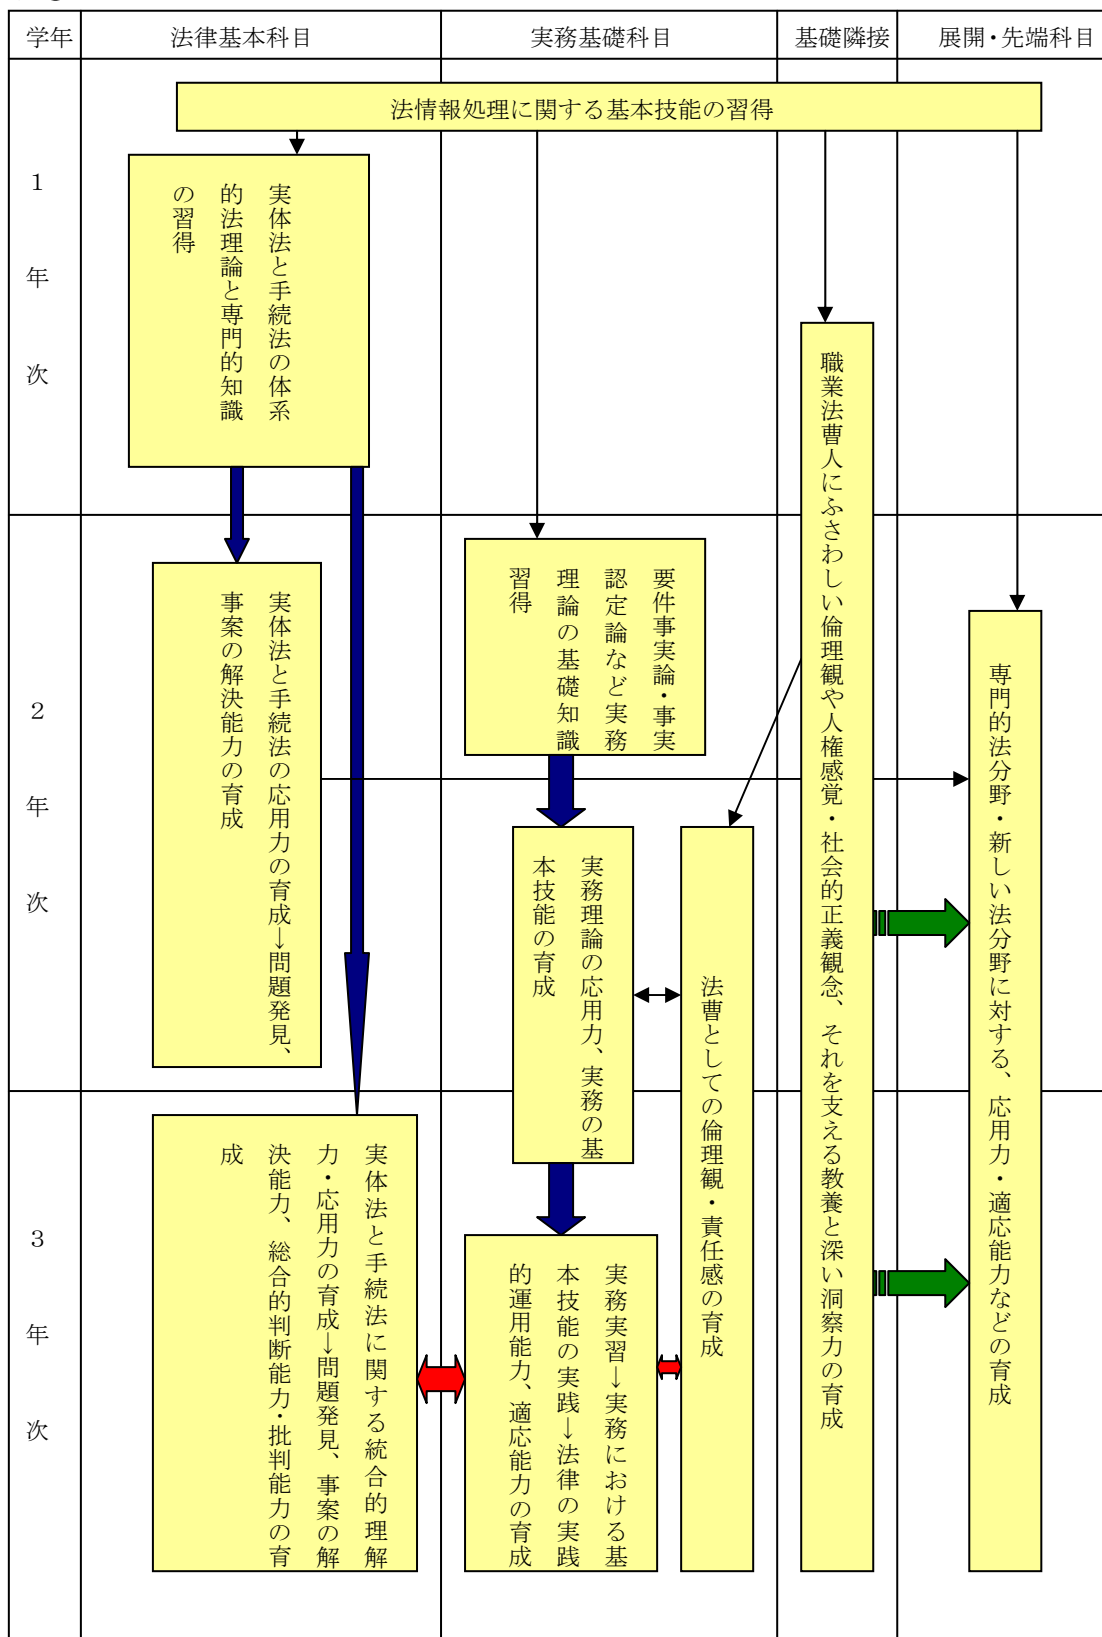 学年
法律基本科目
実務基礎科目
基礎隣接
展開・先端科目
法情報処理に関する基本技能の習得
1年次
実体法と手続法の体系
的法理論と専門的知識
の習得
職業法曹人にふさわしい倫理観や人権感覚・社会的正義観念、それを支える教養と深い洞察力の育成
2年次
実体法と手続法の応用力の育成→問題発見、
事案の解決能力の育成
要件事実論・事実
認定論など実務
理論の基礎知識
習得
実務理論の応用力、実務の基
本技能の育成
法曹としての倫理観・責任感の育成
専門的法分野・新しい法分野に対する、応用力・適応能力などの育成
3年次
実体法と手続法に関する統合的理解
力・応用力の育成→問題発見、事案の解
決能力、総合的判断能力・批判能力の育
成
実務実習→実務における基
本技能の実践→法律の実践
的運用能力、適応能力の育成